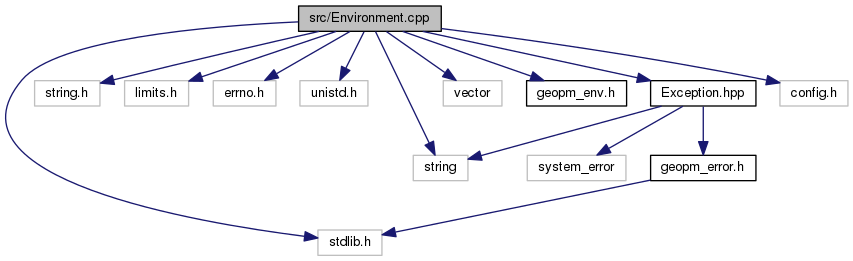 src/Environment.cpp
string.h
limits.h
errno.h
unistd.h
vector
geopm_env.h
Exception.hpp
config.h
string
system_error
geopm_error.h
stdlib.h